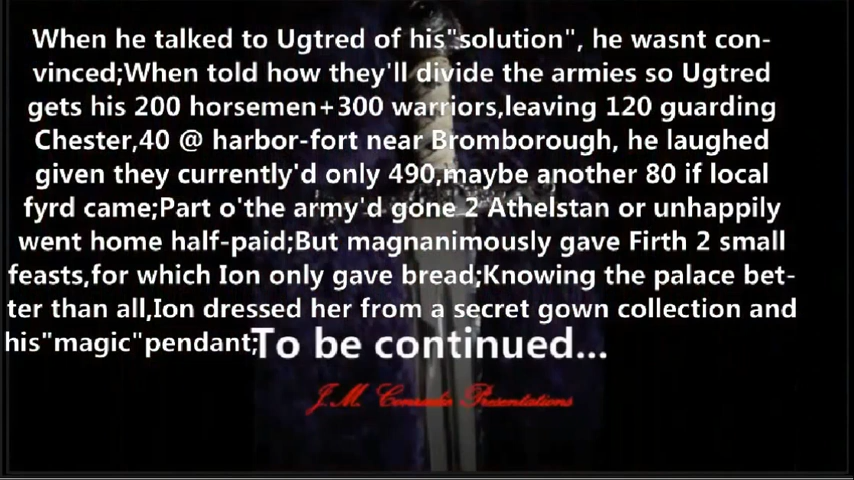 When he talked to Ugtred of his"solution", he wasnt con-
vinced;When told how they'll divide the armies so Ugtred
gets his 200 horsemen+300 warriors,leaving 120 guarding
Chester,40 @ harbor-fort near Bromborough, he laughed
given they currently'd only 490,maybe another 80 if local
fyrd came;Part o'the army'd gone 2 Athelstan or unhappily
went home half-paid;But magnanimously gave Firth 2 small
feasts,for which Ion only gave bread;Knowing the palace bet-
ter than all,Ion dressed her from a secret gown collection and
his"magic"pendant;
To be continued...
J.M. Presentations